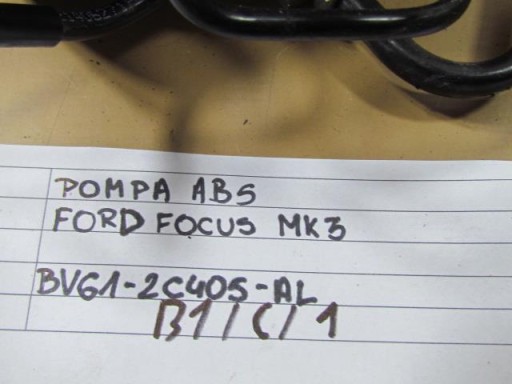 POMPA ABS
FORD FOCUS MK3
BV61-2C405-AL
B1/C/1